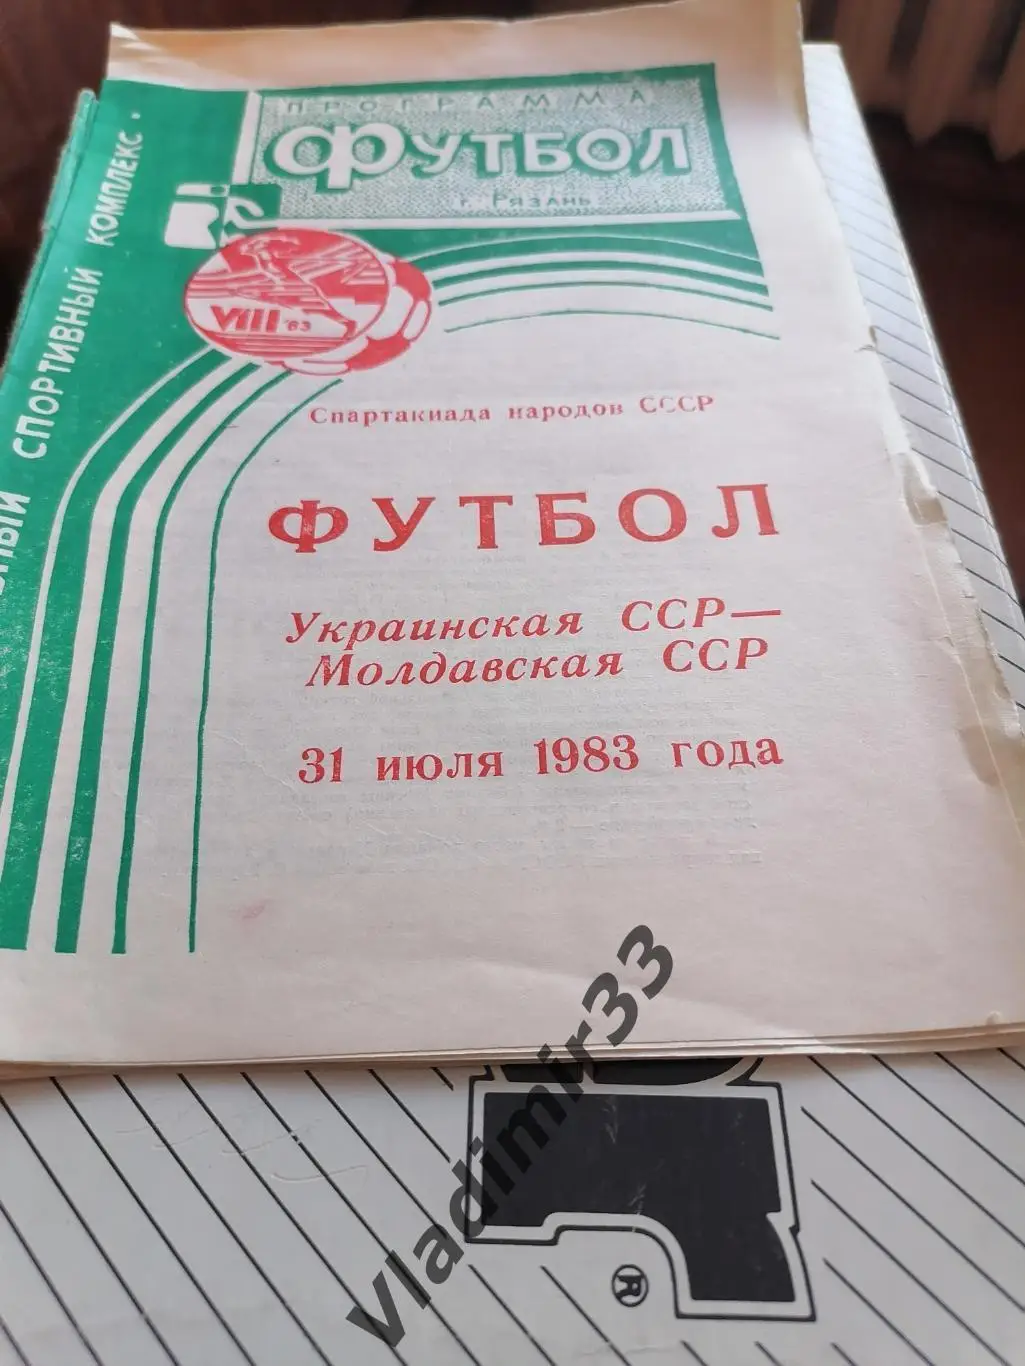 ПРОГРАММА
ФУТБОЛ
г. Рязань
СПОРТИВНЫЙ КОМПЛЕКС.
VIII '83
Спартакиада народов СССР
ФУТБОЛ
Украинская ССР—
Молдавская ССР
31 июля 1983 года
vladimir33
®